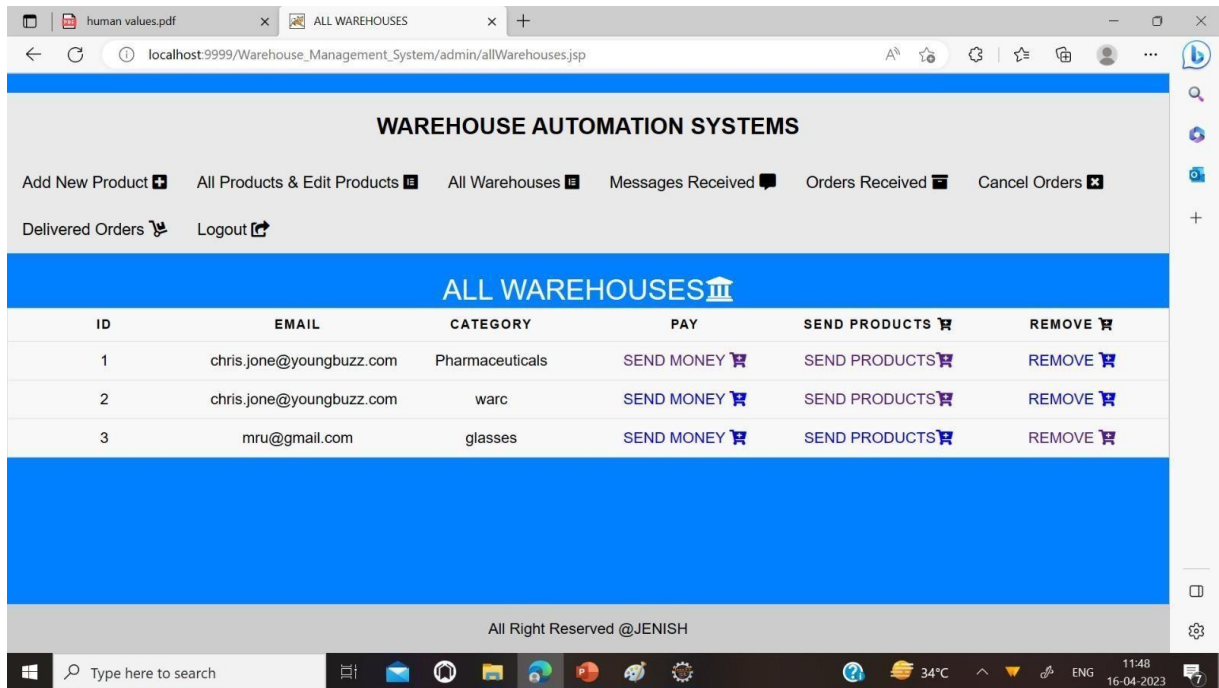 human values.pdf
ALL WAREHOUSES
localhost:9999/Warehouse_Management_System/admin/allWarehouses.jsp
WAREHOUSE AUTOMATION SYSTEMS
Add New Product All Products & Edit Products All Warehouses Messages Received Orders Received Cancel Orders
Delivered Orders Logout
ALL WAREHOUSES
ID EMAIL CATEGORY PAY SEND PRODUCTS REMOVE
1 chris.jone@youngbuzz.com Pharmaceuticals SEND MONEY SEND PRODUCTS REMOVE
2 chris.jone@youngbuzz.com warc SEND MONEY SEND PRODUCTS REMOVE
3 mru@gmail.com glasses SEND MONEY SEND PRODUCTS REMOVE
All Right Reserved @JENISH
Type here to search 34°C ENG 11:48
16-04-2023 7